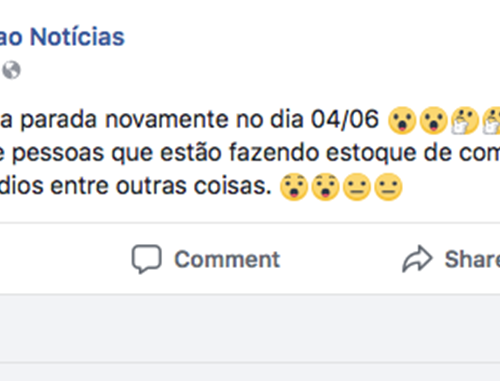 ao Notícias
a parada novamente no dia 04/06 😮😮🤔🤔
e pessoas que estão fazendo estoque de com
dios entre outras coisas. 😯😯😐😐
Comment
Share